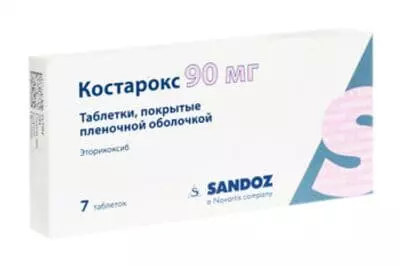 Костарокс 90 мг
Таблетки, покрытые
пленочной оболочкой
Эторикоксиб
7 таблеток
S SANDOZ
a Novartis company
S